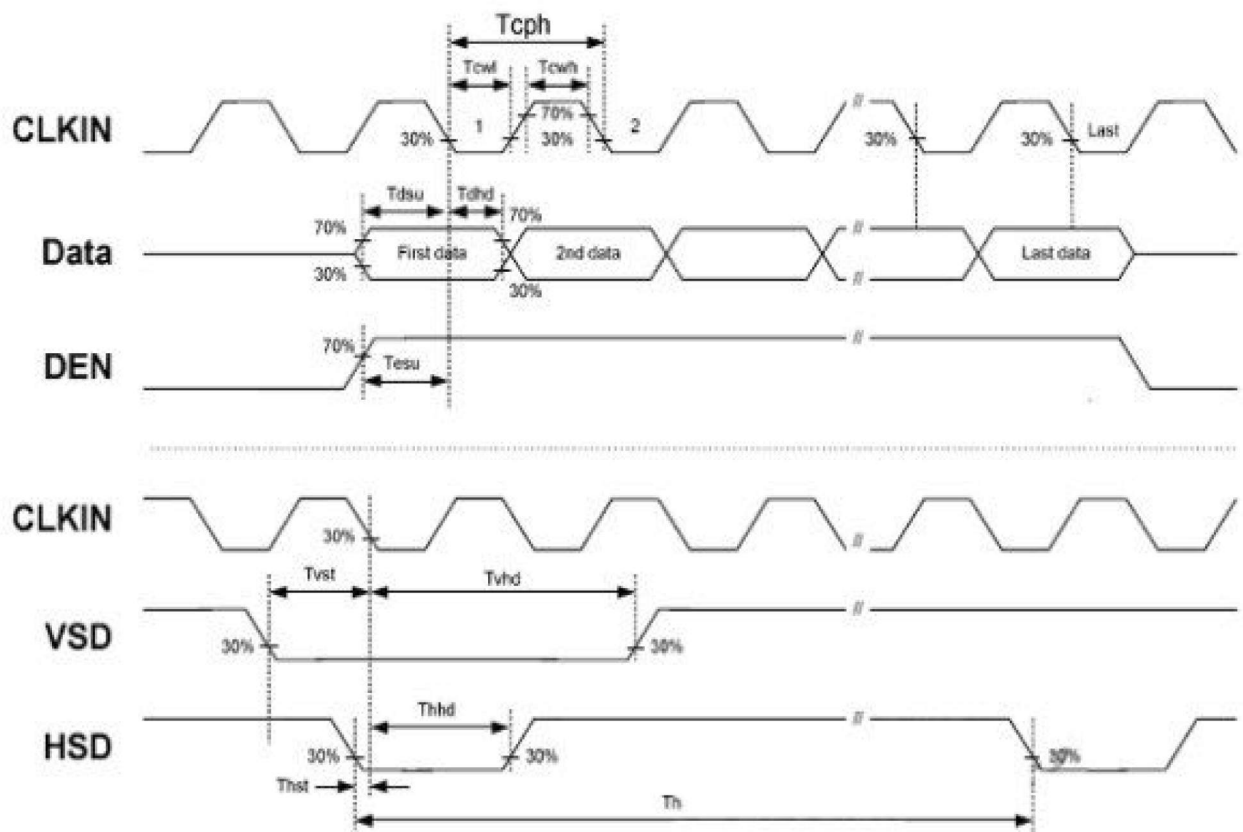 Tcph
Tcwl Tcwh
CLKIN 30% 1 70% 30% 2 30% 30% Last
Tdsu Tdhd
70% 70%
Data First data 2nd data Last data
30% 30%
70%
DEN Tesu
CLKIN 30%
Tvst Tvhd
VSD 30% 30%
Thhd
HSD 30% 30% 30%
Thst
Th